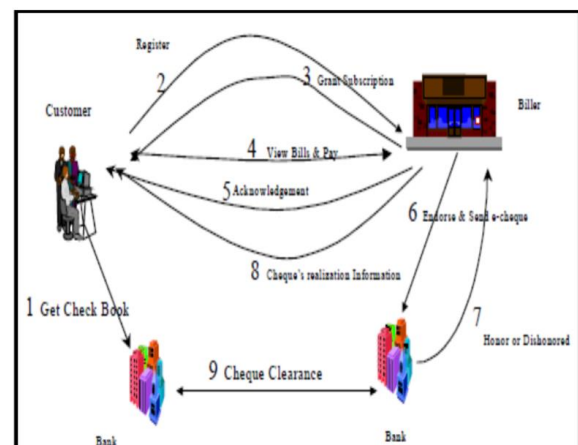 Register
2
3 Grant Subscription
Customer
Biller
4 View Bills & Pay
5 Acknowledgement
6 Endorse & Send e-cheque
8 Cheque's realization Information
1 Get Check Book
7
Honor or Dishonored
9 Cheque Clearance
Bank
Bank